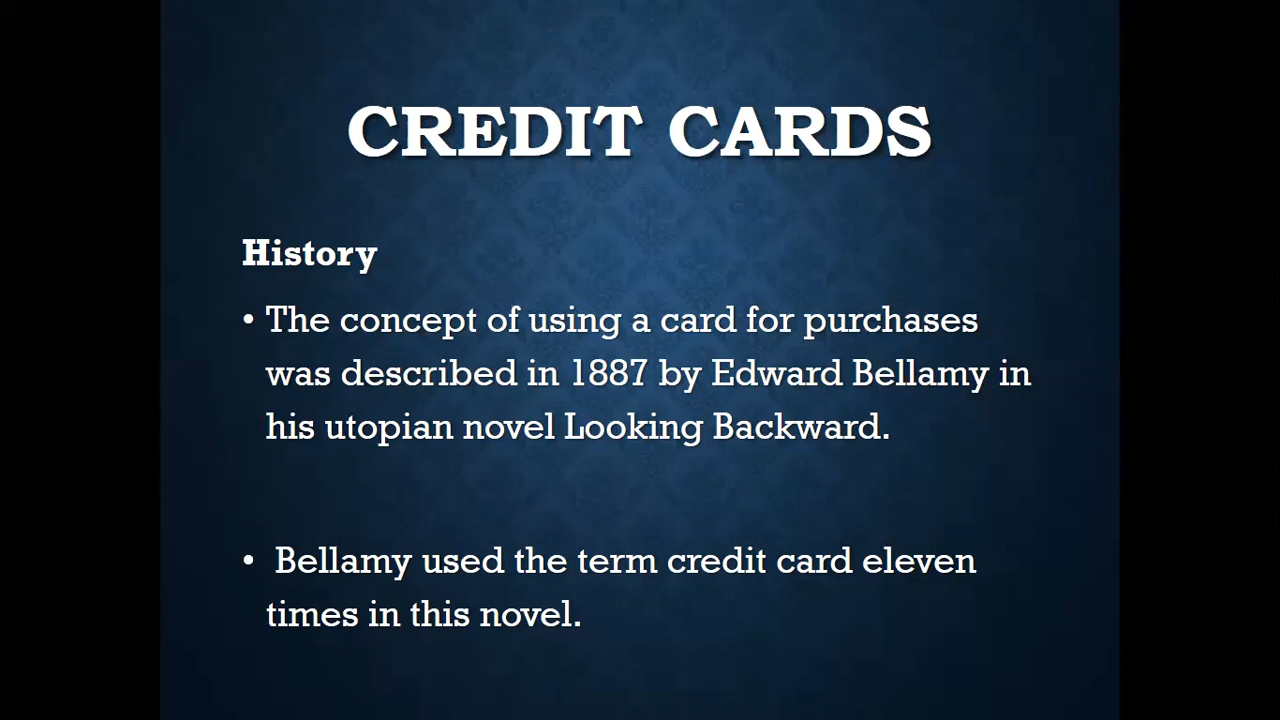 CREDIT CARDS
History
• The concept of using a card for purchases
was described in 1887 by Edward Bellamy in
his utopian novel Looking Backward.
• Bellamy used the term credit card eleven
times in this novel.